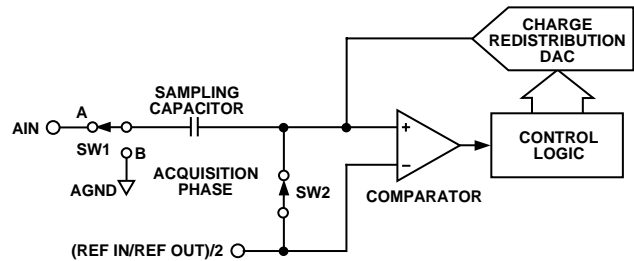 CHARGE
REDISTRIBUTION
DAC
SAMPLING
CAPACITOR
A
AIN
+
SW1
B
CONTROL
LOGIC
ACQUISITION
PHASE
−
AGND
SW2
COMPARATOR
(REF IN/REF OUT)/2